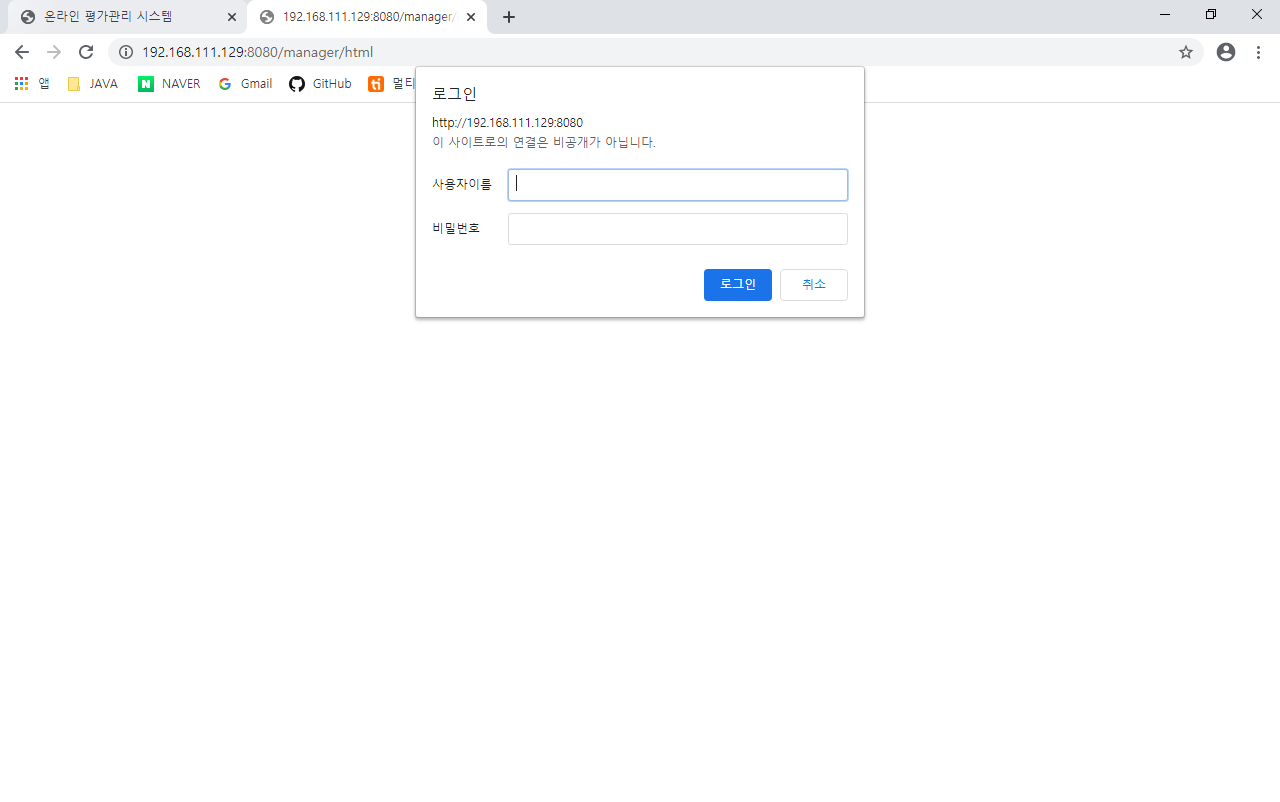 온라인 평가관리 시스템
192.168.111.129:8080/manager/
192.168.111.129:8080/manager/html
앱 JAVA NAVER Gmail GitHub 멀티
로그인
http://192.168.111.129:8080
이 사이트로의 연결은 비공개가 아닙니다.
사용자이름
비밀번호
로그인 취소